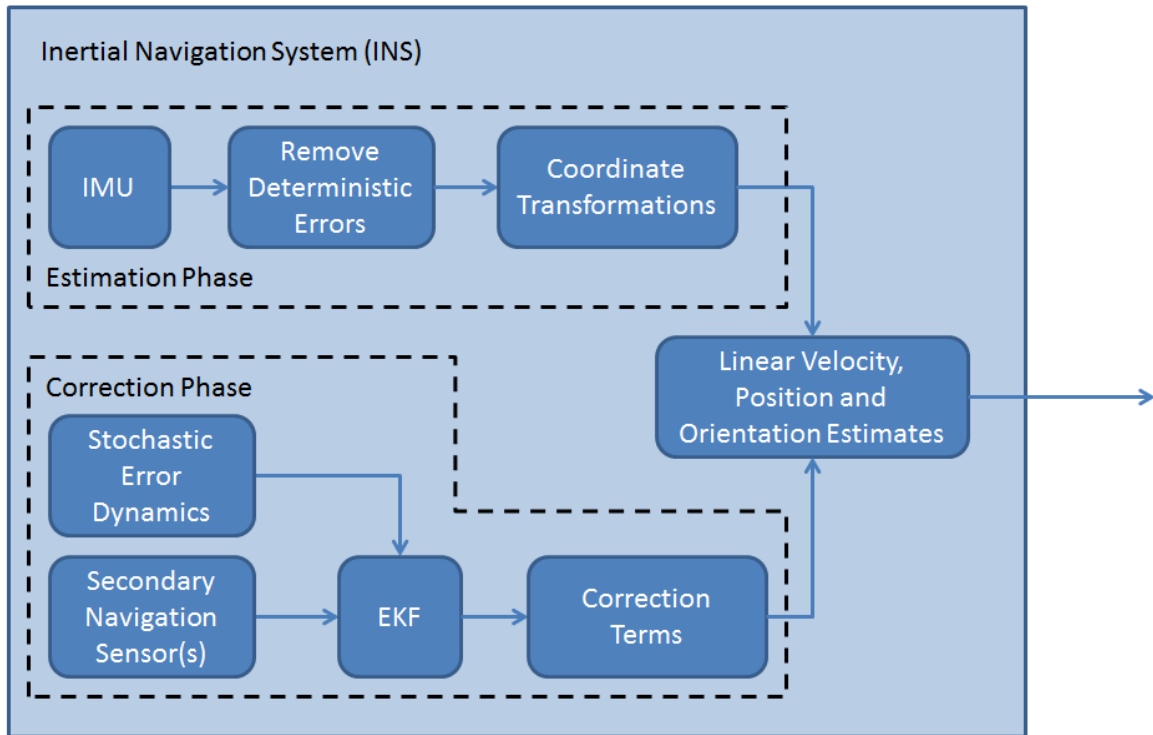 Inertial Navigation System (INS)
IMU
Remove
Deterministic
Errors
Coordinate
Transformations
Estimation Phase
Linear Velocity,
Position and
Orientation Estimates
Correction Phase
Stochastic
Error
Dynamics
Secondary
Navigation
Sensor(s)
EKF
Correction
Terms